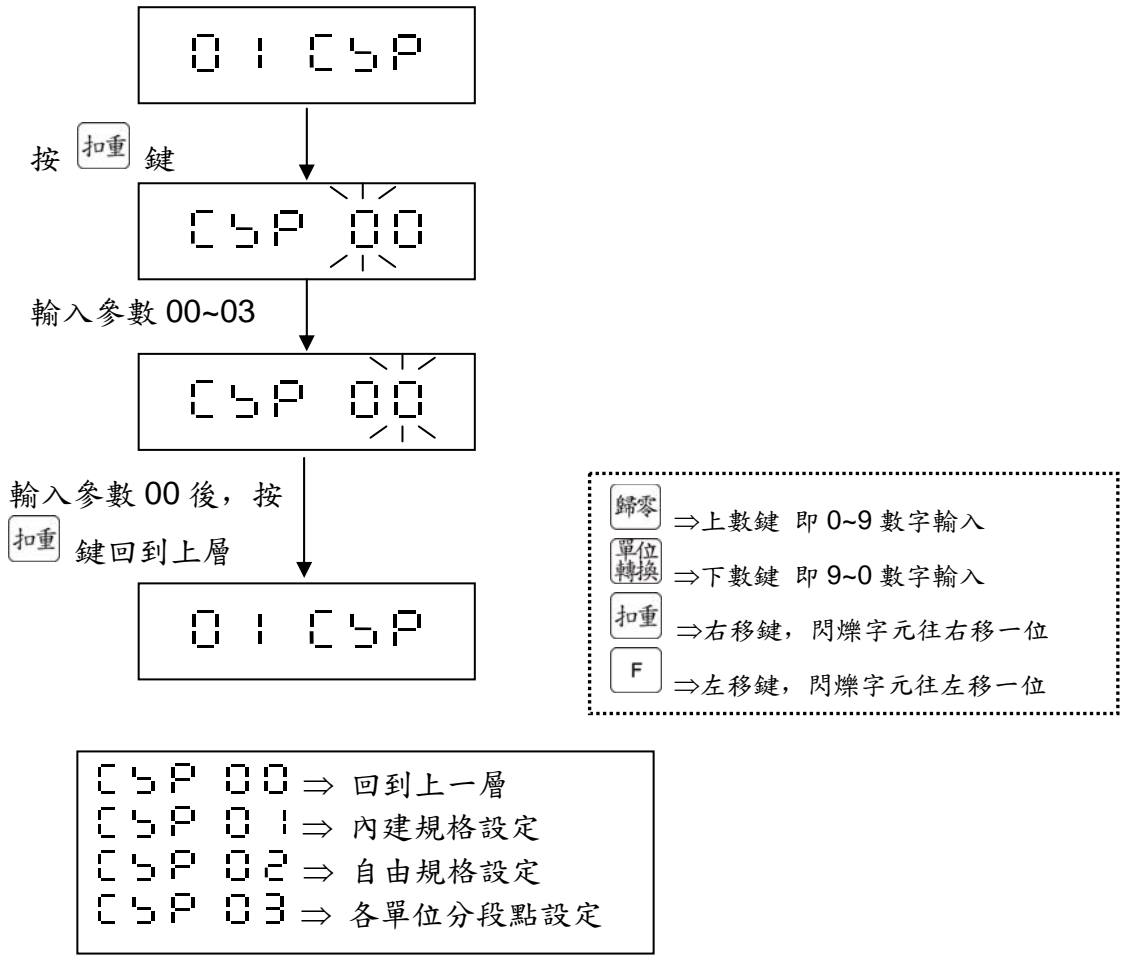 01 CSP
按 扣重 鍵
CSP 00
輸入參數 00~03
CSP 00
輸入參數 00 後，按
扣重 鍵回到上層
01 CSP
歸零 ⇒上數鍵 即 0~9 數字輸入
單位轉換 ⇒下數鍵 即 9~0 數字輸入
扣重 ⇒右移鍵，閃爍字元往右移一位
F ⇒左移鍵，閃爍字元往左移一位
CSP 00 ⇒ 回到上一層
CSP 01 ⇒ 內建規格設定
CSP 02 ⇒ 自由規格設定
CSP 03 ⇒ 各單位分段點設定